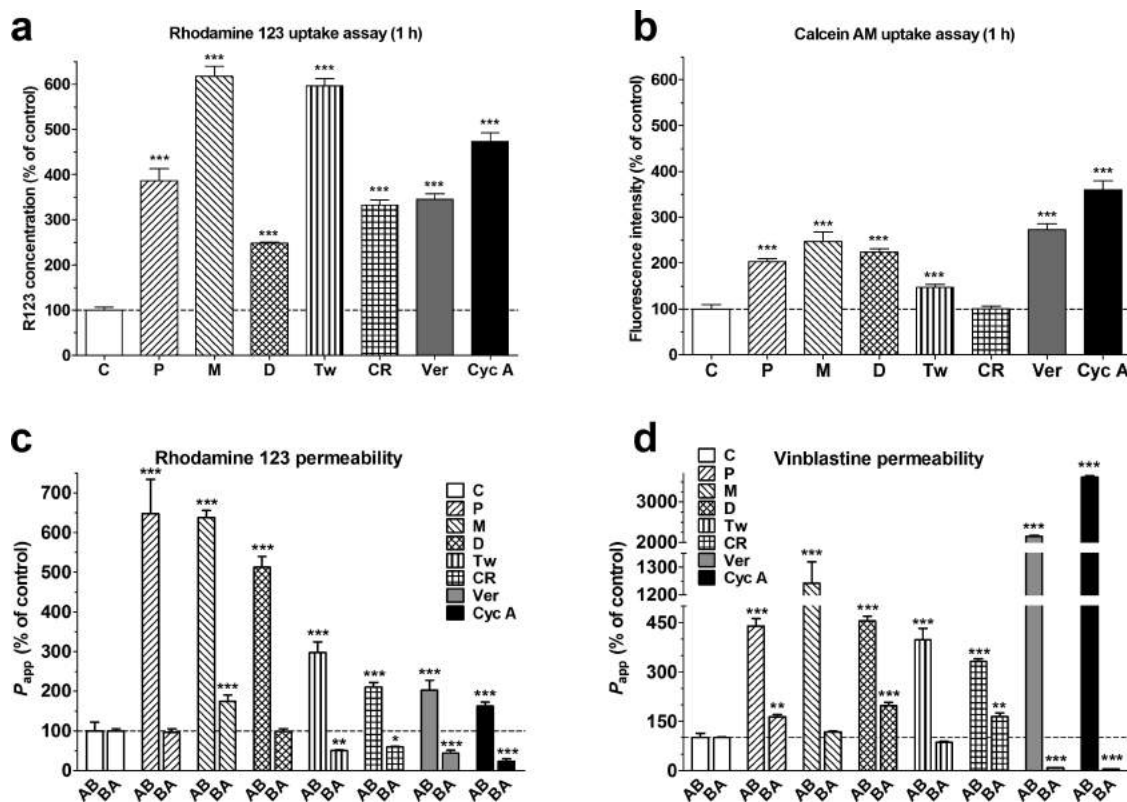 a
Rhodamine 123 uptake assay (1 h)
R123 concentration (% of control)
600
500
400
300
200
100
0
***
***
***
***
***
***
***
C P M D Tw CR Ver Cyc A
b
Calcein AM uptake assay (1 h)
Fluorescence intensity (% of control)
600
500
400
300
200
100
0
***
***
***
***
***
***
C P M D Tw CR Ver Cyc A
c
Rhodamine 123 permeability
Papp (% of control)
700
600
500
400
300
200
100
0
***
***
***
***
***
**
***
*
***
***
***
***
C
P
M
D
Tw
CR
Ver
Cyc A
AB BA AB BA AB BA AB BA AB BA AB BA AB BA AB BA
d
Vinblastine permeability
Papp (% of control)
3000
2000
1300
1200
450
300
150
0
C
P
M
D
Tw
CR
Ver
Cyc A
***
**
***
***
***
***
***
**
***
***
***
***
AB BA AB BA AB BA AB BA AB BA AB BA AB BA AB BA